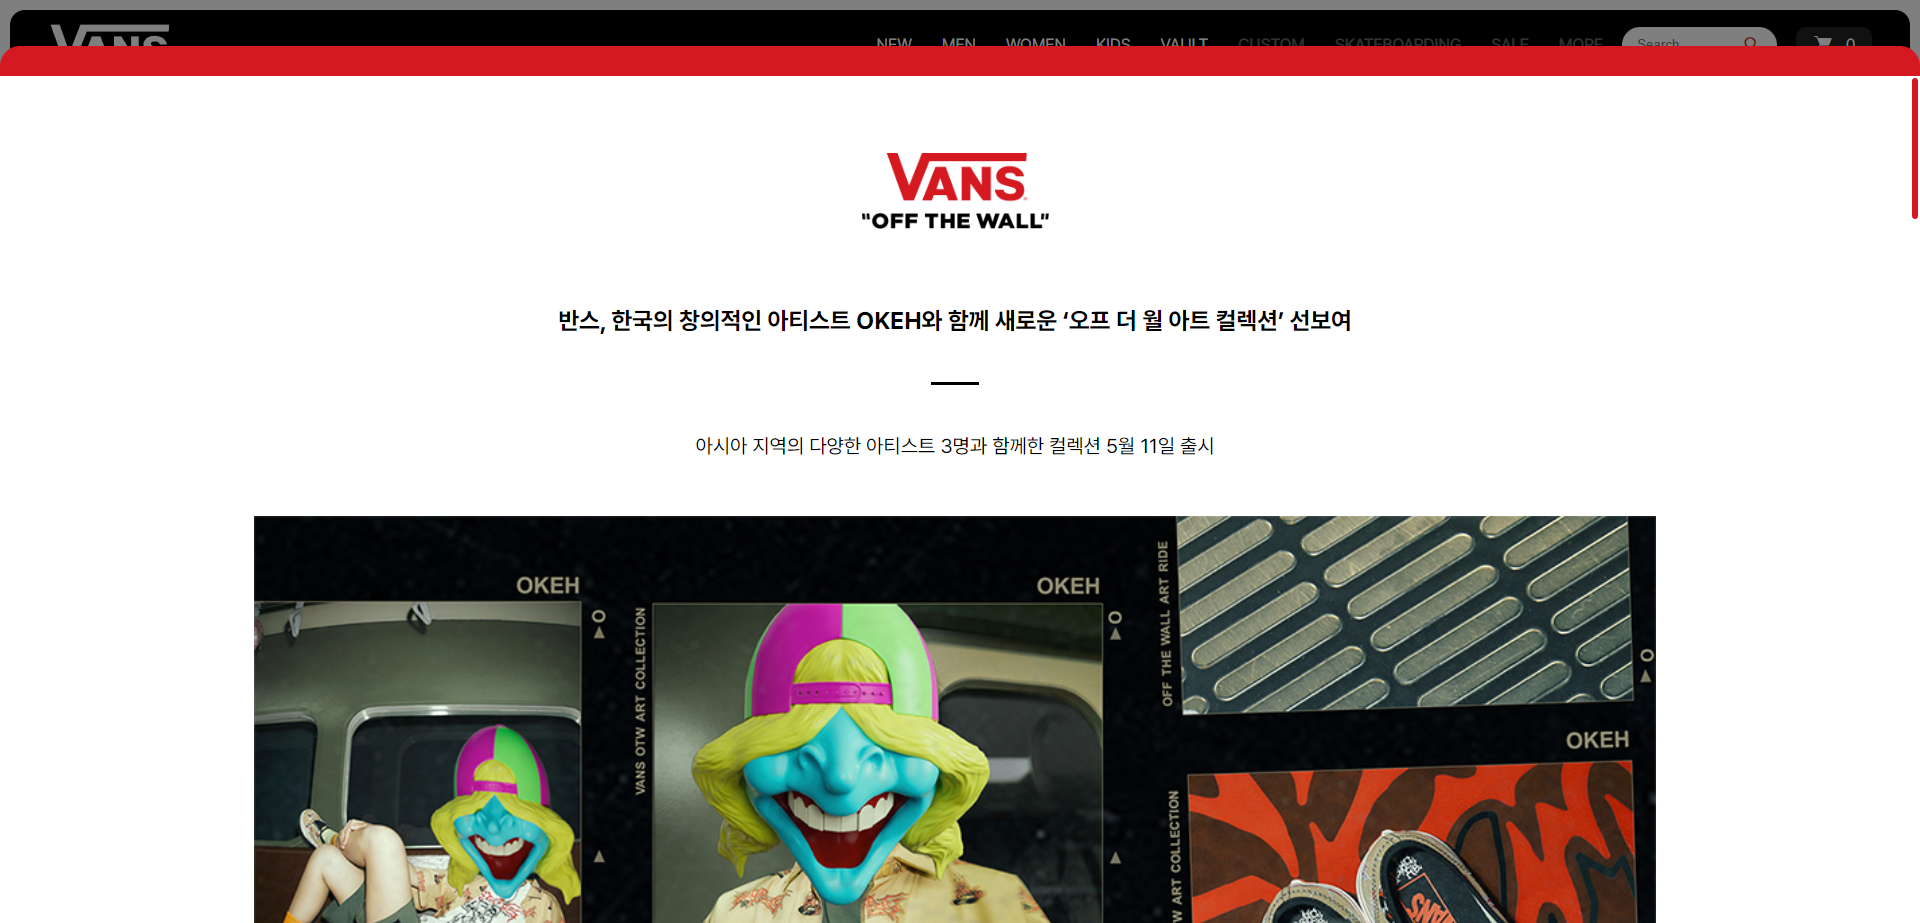 VANS
NEW MEN WOMEN KIDS VAULT CUSTOM SKATEBOARDING SALE MORE Search 0
VANS
"OFF THE WALL"
반스, 한국의 창의적인 아티스트 OKEH와 함께 새로운 ‘오프 더 월 아트 컬렉션’ 선보여
아시아 지역의 다양한 아티스트 3명과 함께한 컬렉션 5월 11일 출시
OKEH
OKEH
OFF THE WALL ART RIDE
VANS OTW ART COLLECTION
OKEH
ART COLLECTION
VANS